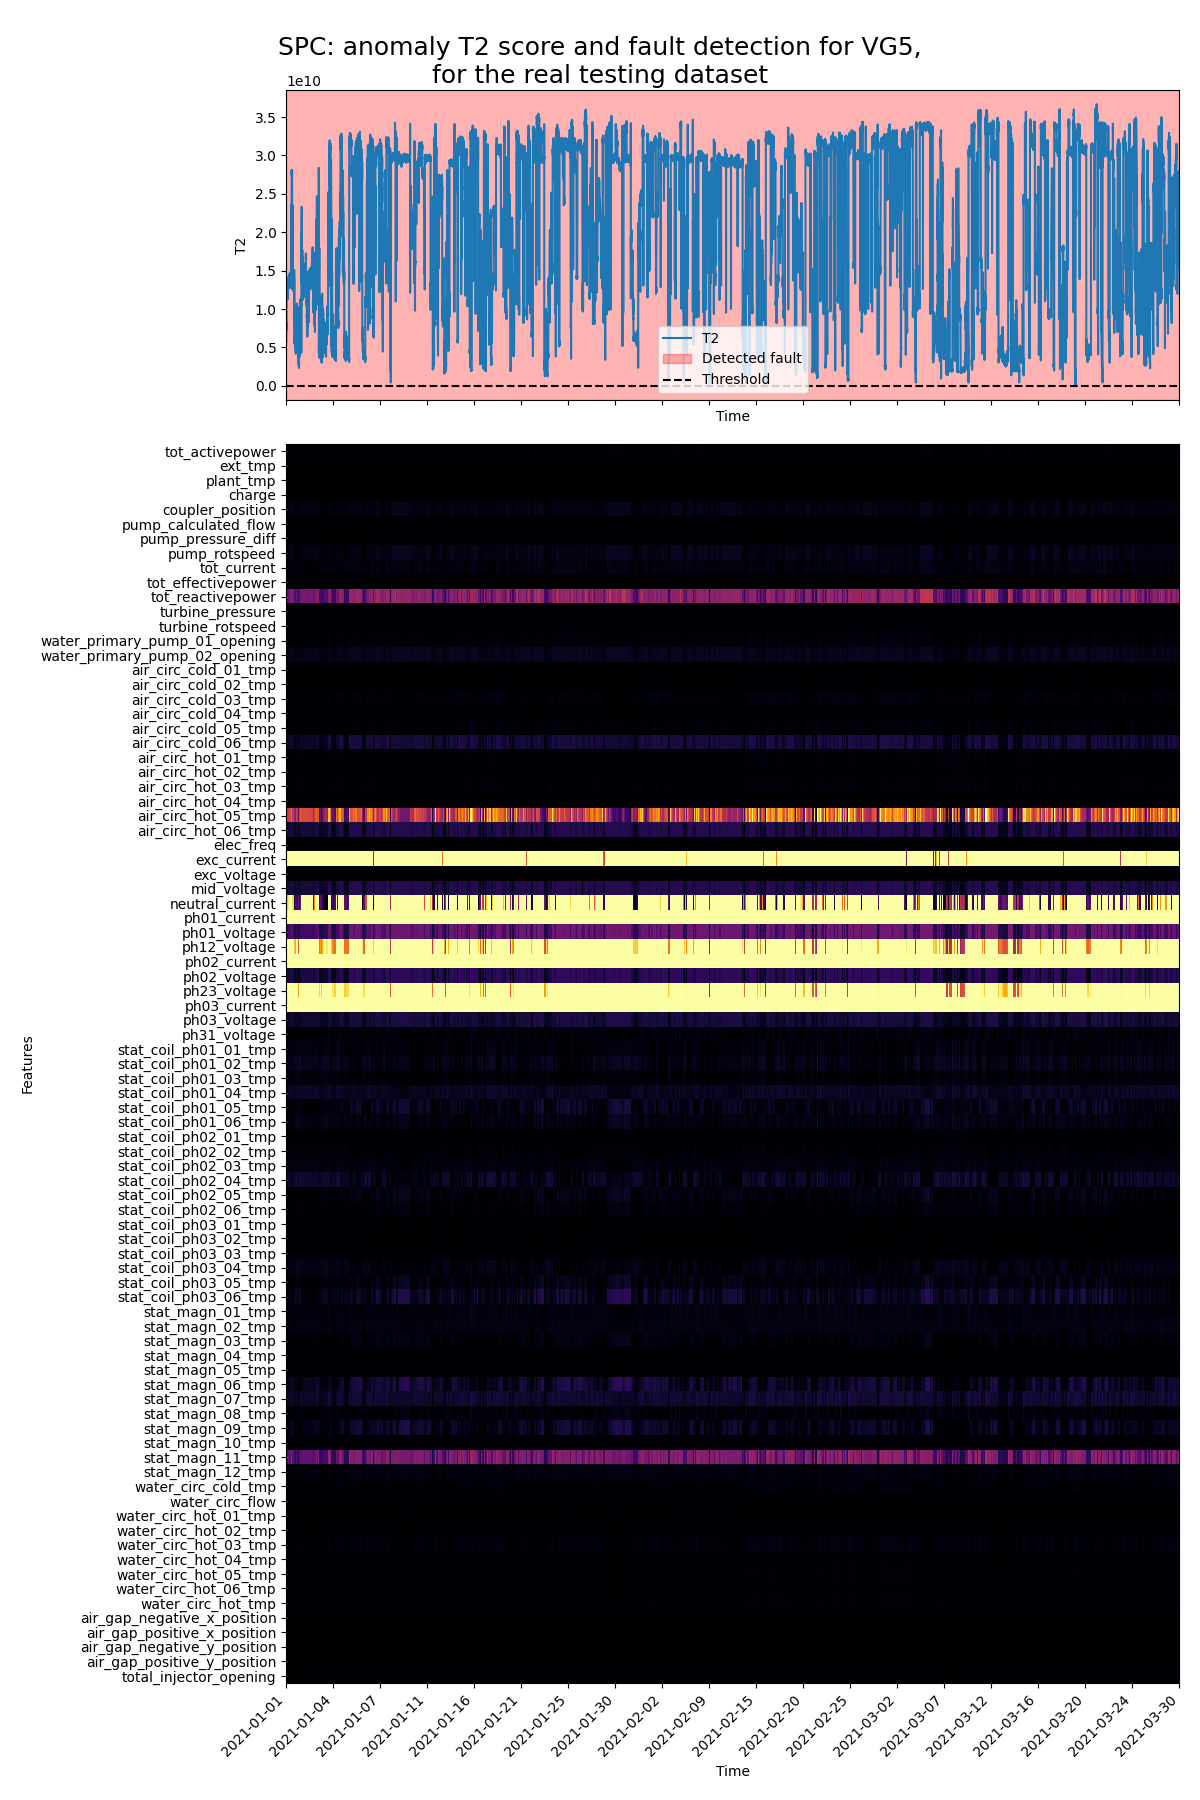 SPC: anomaly T2 score and fault detection for VG5,
for the real testing dataset
1e10
3.5
3.0
2.5
2.0
1.5
1.0
0.5
0.0
T2
T2
Detected fault
Threshold
Time
tot_activepower
ext_tmp
plant_tmp
charge
coupler_position
pump_calculated_flow
pump_pressure_diff
pump_rotspeed
tot_current
tot_effectivepower
tot_reactivepower
turbine_pressure
turbine_rotspeed
water_primary_pump_01_opening
water_primary_pump_02_opening
air_circ_cold_01_tmp
air_circ_cold_02_tmp
air_circ_cold_03_tmp
air_circ_cold_04_tmp
air_circ_cold_05_tmp
air_circ_cold_06_tmp
air_circ_hot_01_tmp
air_circ_hot_02_tmp
air_circ_hot_03_tmp
air_circ_hot_04_tmp
air_circ_hot_05_tmp
air_circ_hot_06_tmp
elec_freq
exc_current
exc_voltage
mid_voltage
neutral_current
ph01_current
ph01_voltage
ph12_voltage
ph02_current
ph02_voltage
ph23_voltage
ph03_current
ph03_voltage
ph31_voltage
stat_coil_ph01_01_tmp
stat_coil_ph01_02_tmp
stat_coil_ph01_03_tmp
stat_coil_ph01_04_tmp
stat_coil_ph01_05_tmp
stat_coil_ph01_06_tmp
stat_coil_ph02_01_tmp
stat_coil_ph02_02_tmp
stat_coil_ph02_03_tmp
stat_coil_ph02_04_tmp
stat_coil_ph02_05_tmp
stat_coil_ph02_06_tmp
stat_coil_ph03_01_tmp
stat_coil_ph03_02_tmp
stat_coil_ph03_03_tmp
stat_coil_ph03_04_tmp
stat_coil_ph03_05_tmp
stat_coil_ph03_06_tmp
stat_magn_01_tmp
stat_magn_02_tmp
stat_magn_03_tmp
stat_magn_04_tmp
stat_magn_05_tmp
stat_magn_06_tmp
stat_magn_07_tmp
stat_magn_08_tmp
stat_magn_09_tmp
stat_magn_10_tmp
stat_magn_11_tmp
stat_magn_12_tmp
water_circ_cold_tmp
water_circ_flow
water_circ_hot_01_tmp
water_circ_hot_02_tmp
water_circ_hot_03_tmp
water_circ_hot_04_tmp
water_circ_hot_05_tmp
water_circ_hot_06_tmp
water_circ_hot_tmp
air_gap_negative_x_position
air_gap_positive_x_position
air_gap_negative_y_position
air_gap_positive_y_position
total_injector_opening
Features
2021-01-01
2021-01-04
2021-01-07
2021-01-11
2021-01-16
2021-01-21
2021-01-25
2021-01-30
2021-02-02
2021-02-09
2021-02-15
2021-02-20
2021-02-25
2021-03-02
2021-03-07
2021-03-12
2021-03-16
2021-03-20
2021-03-24
2021-03-30
Time